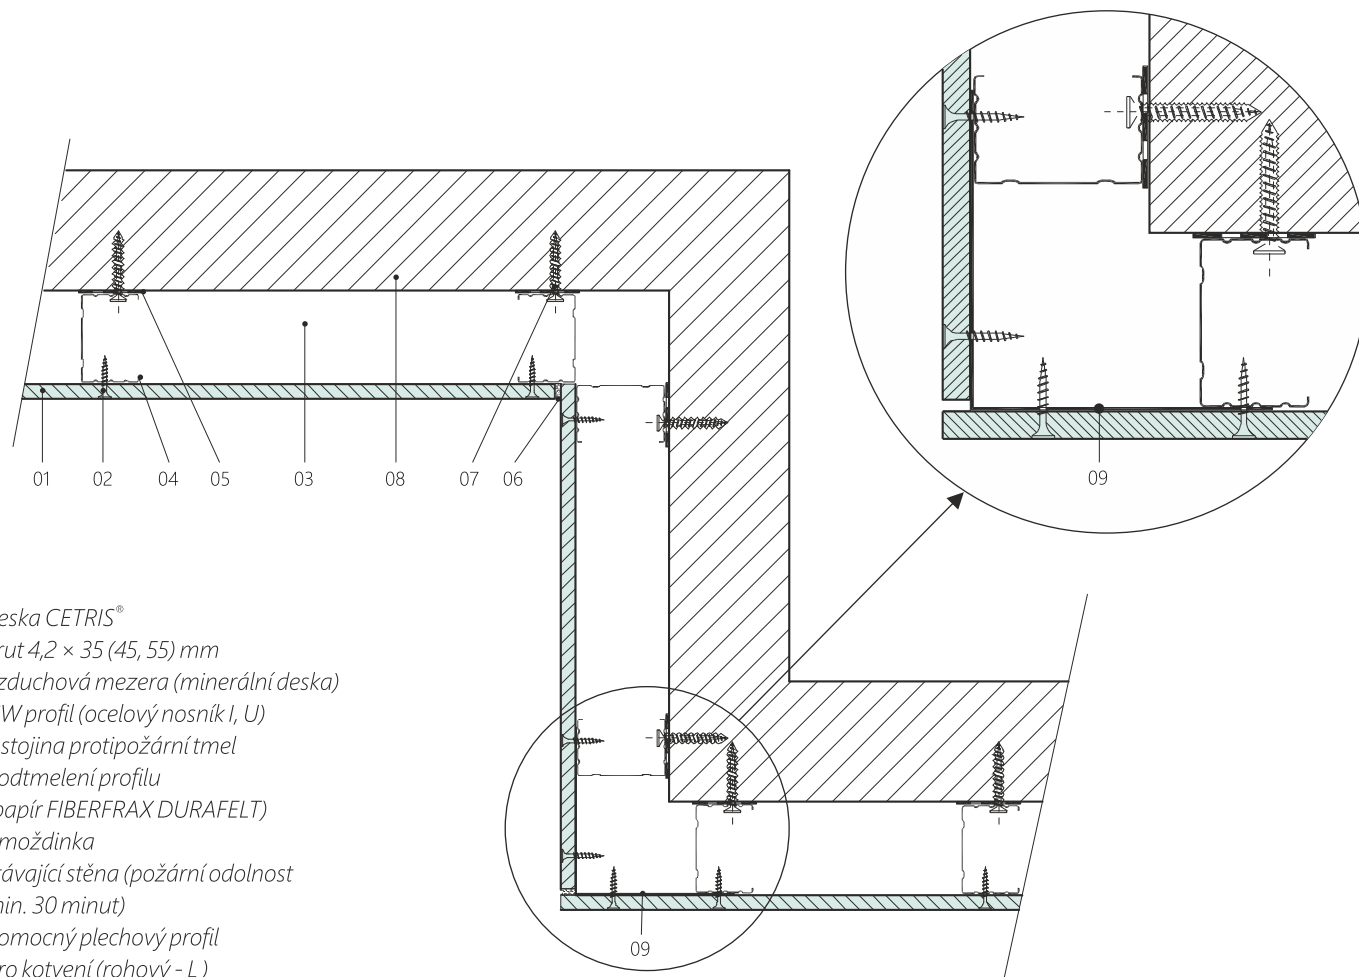 01 02 04 05 03 08 07 06
09
09
eska CETRIS®
rut 4,2 × 35 (45, 55) mm
zduchová mezera (minerální deska)
W profil (ocelový nosník I, U)
stojina protipožární tmel
odtmelení profilu
papír FIBERFRAX DURAFELT)
moždinka
távající stěna (požární odolnost
in. 30 minut)
omocný plechový profil
ro kotvení (rohový - L )